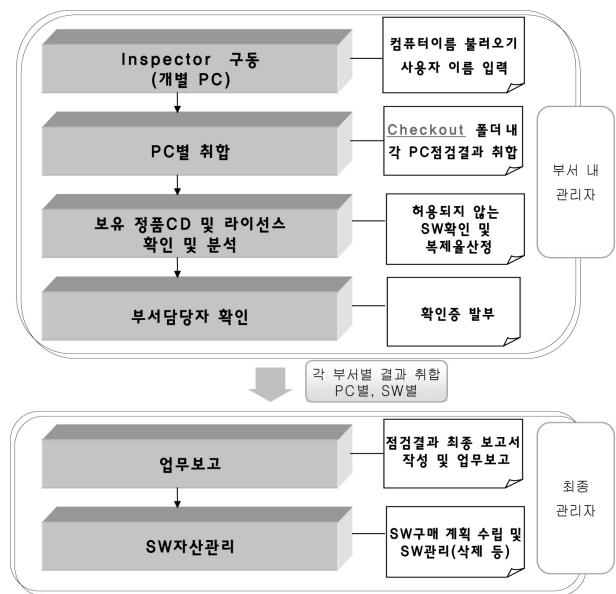 Inspector 구동
(개별 PC)
컴퓨터이름 불러오기
사용자 이름 입력
PC별 취합
Checkout 폴더 내
각 PC점검결과 취합
보유 정품CD 및 라이선스
확인 및 분석
허용되지 않는
SW확인 및
복제율산정
부서담당자 확인
확인증 발부
부서 내
관리자
각 부서별 결과 취합
PC별, SW별
업무보고
점검결과 최종 보고서
작성 및 업무보고
SW자산관리
SW구매 계획 수립 및
SW관리(삭제 등)
최종
관리자